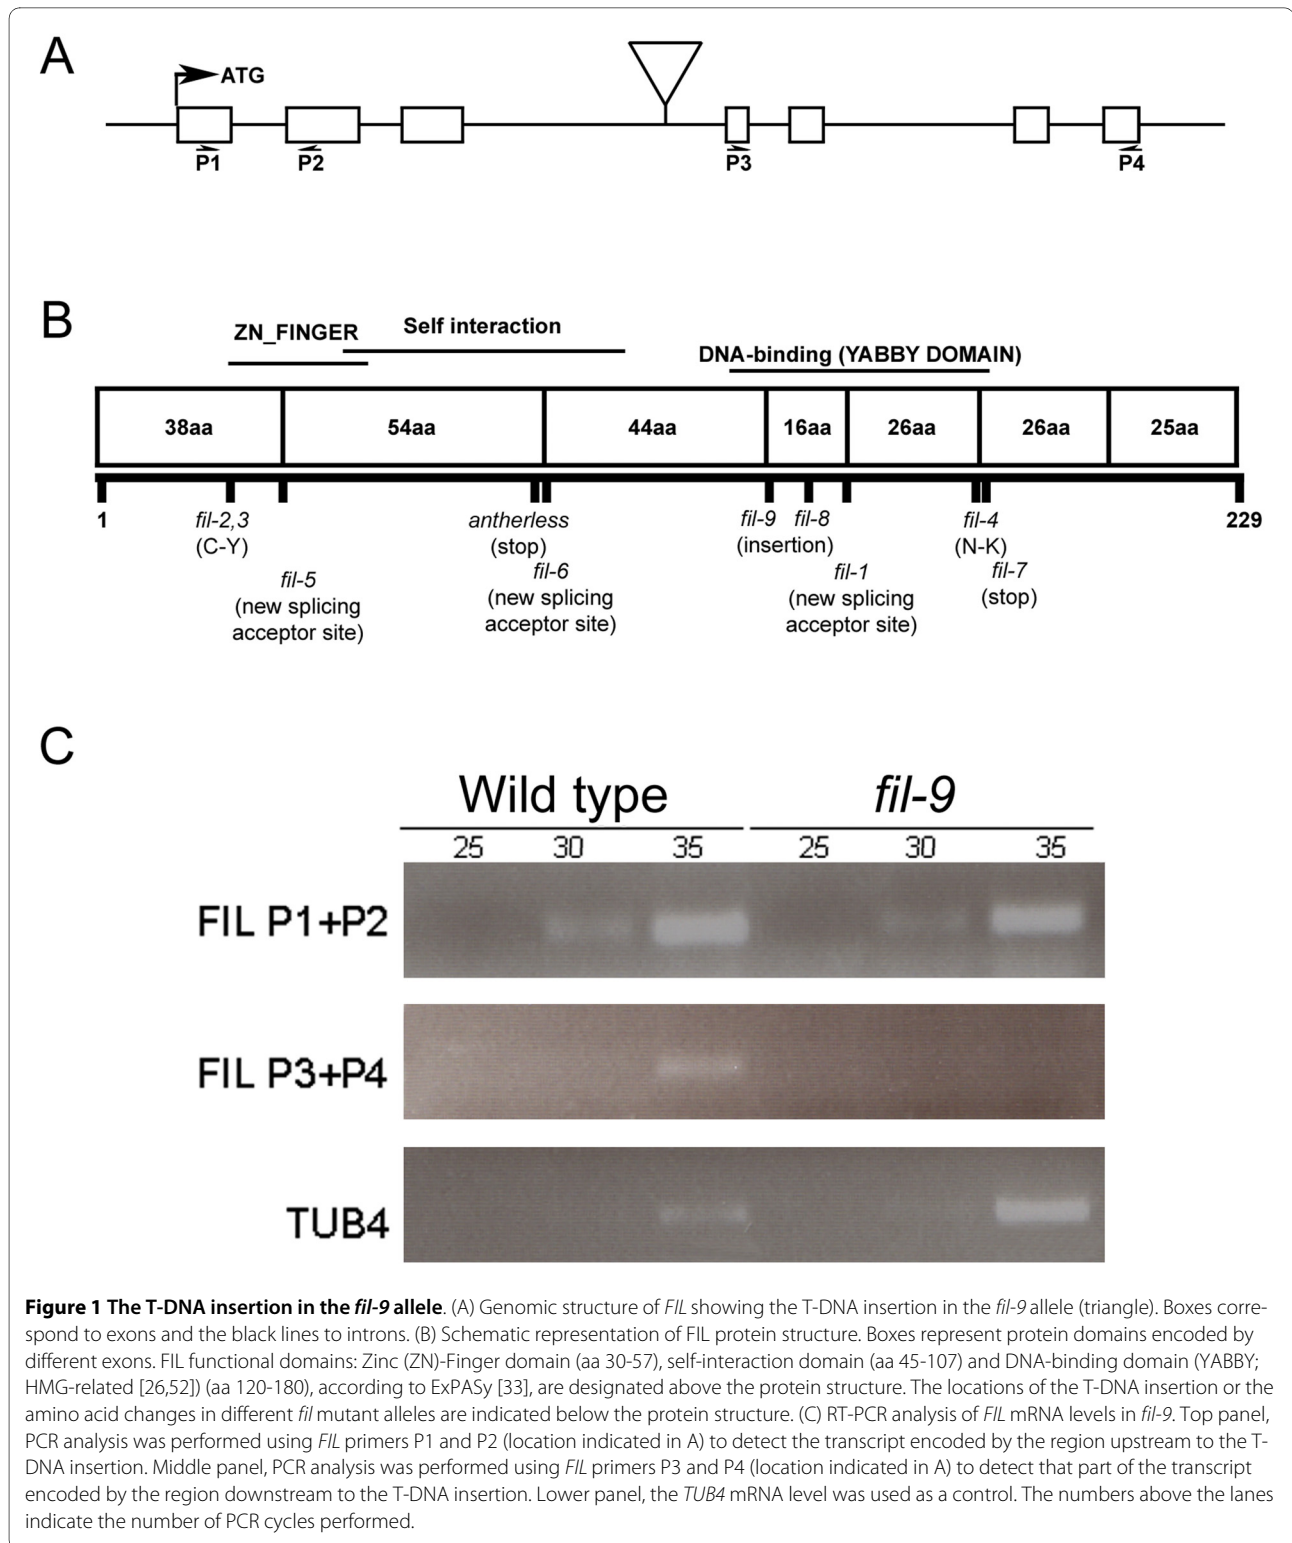 A
ATG
P1 P2 P3 P4
B
ZN_FINGER Self interaction
DNA-binding (YABBY DOMAIN)
38aa 54aa 44aa 16aa 26aa 26aa 25aa
1 fil-2,3 antherless fil-9 fil-8 fil-4 229
(C-Y) (stop) (insertion) (N-K)
fil-5 fil-6 fil-1 fil-7
(new splicing (new splicing (new splicing (stop)
acceptor site) acceptor site) acceptor site)
C
Wild type fil-9
25 30 35 25 30 35
FIL P1+P2
FIL P3+P4
TUB4
Figure 1 The T-DNA insertion in the fil-9 allele. (A) Genomic structure of FIL showing the T-DNA insertion in the fil-9 allele (triangle). Boxes corre-
spond to exons and the black lines to introns. (B) Schematic representation of FIL protein structure. Boxes represent protein domains encoded by
different exons. FIL functional domains: Zinc (ZN)-Finger domain (aa 30-57), self-interaction domain (aa 45-107) and DNA-binding domain (YABBY;
HMG-related [26,52]) (aa 120-180), according to ExPASy [33], are designated above the protein structure. The locations of the T-DNA insertion or the
amino acid changes in different fil mutant alleles are indicated below the protein structure. (C) RT-PCR analysis of FIL mRNA levels in fil-9. Top panel,
PCR analysis was performed using FIL primers P1 and P2 (location indicated in A) to detect the transcript encoded by the region upstream to the T-
DNA insertion. Middle panel, PCR analysis was performed using FIL primers P3 and P4 (location indicated in A) to detect that part of the transcript
encoded by the region downstream to the T-DNA insertion. Lower panel, the TUB4 mRNA level was used as a control. The numbers above the lanes
indicate the number of PCR cycles performed.